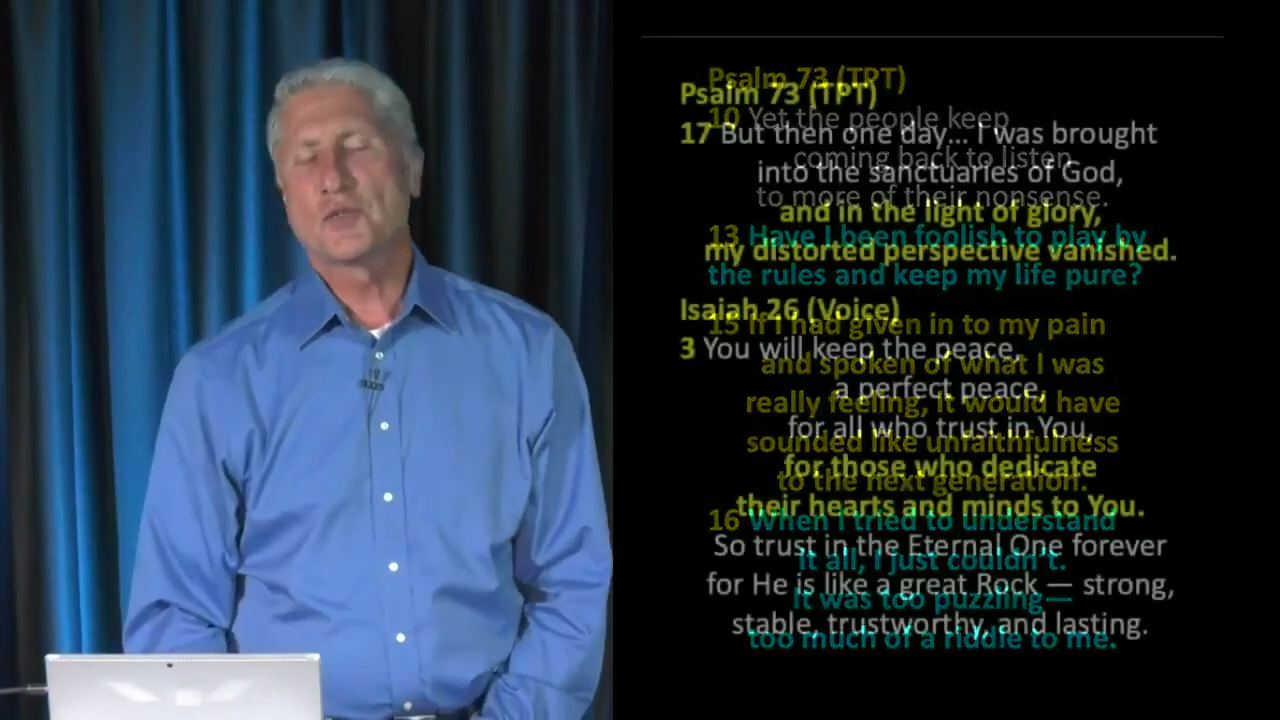 Psalm 73 (TPT)
17 But then one day... I was brought
into the sanctuaries of God,
and in the light of glory,
my distorted perspective vanished.
Isaiah 26 (Voice)
3 You will keep the peace,
a perfect peace,
for all who trust in You,
for those who dedicate
their hearts and minds to You.
So trust in the Eternal One forever
for He is like a great Rock — strong,
stable, trustworthy, and lasting.
Psalm 73 (TPT)
10 Yet the people keep
coming back to listen
to more of their nonsense.
13 Have I been foolish to play by
the rules and keep my life pure?
15 If I had given in to my pain
and spoken of what I was
really feeling, it would have
sounded like unfaithfulness
to the next generation.
16 When I tried to understand
it all, I just couldn't.
It was too puzzling—
too much of a riddle to me.